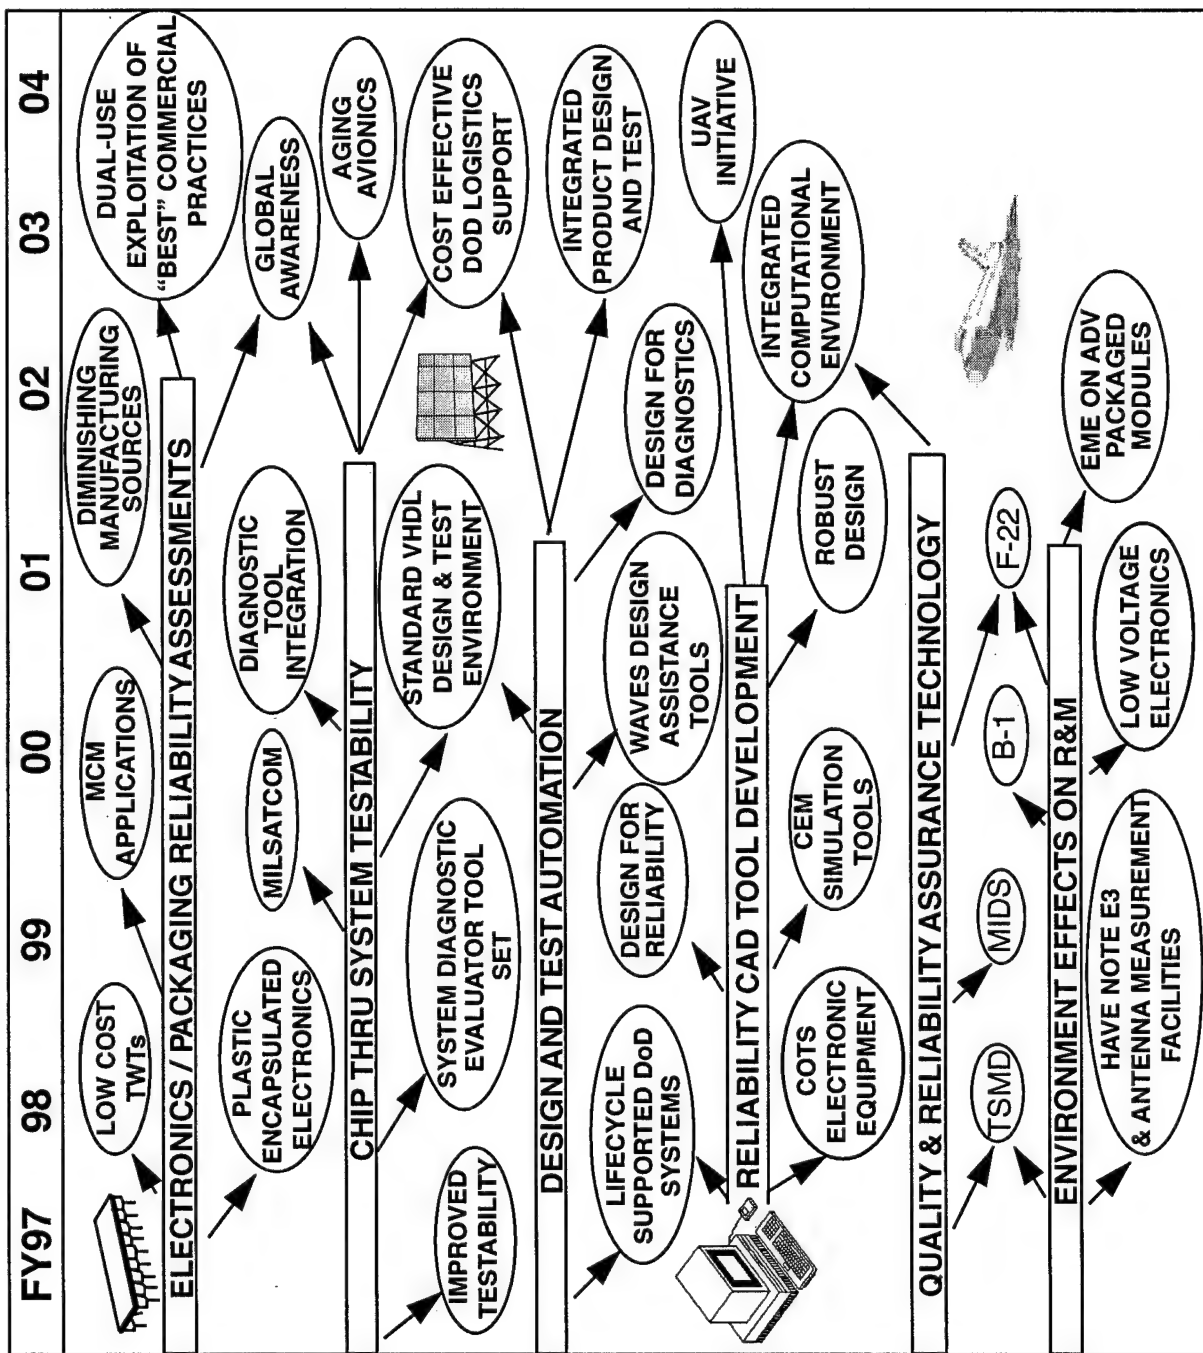 FY97 98 99 00 01 02 03 04
LOW COST
TWTs
MCM
APPLICATIONS
DIMINISHING
MANUFACTURING
SOURCES
DUAL-USE
EXPLOITATION OF
“BEST” COMMERCIAL
PRACTICES
ELECTRONICS / PACKAGING RELIABILITY ASSESSMENTS
PLASTIC
ENCAPSULATED
ELECTRONICS
MILSATCOM
DIAGNOSTIC
TOOL
INTEGRATION
GLOBAL
AWARENESS
AGING
AVIONICS
CHIP THRU SYSTEM TESTABILITY
IMPROVED
TESTABILITY
SYSTEM DIAGNOSTIC
EVALUATOR TOOL
SET
STANDARD VHDL
DESIGN & TEST
ENVIRONMENT
COST EFFECTIVE
DOD LOGISTICS
SUPPORT
DESIGN AND TEST AUTOMATION
INTEGRATED
PRODUCT DESIGN
AND TEST
LIFECYCLE
SUPPORTED DoD
SYSTEMS
DESIGN FOR
RELIABILITY
WAVES DESIGN
ASSISTANCE
TOOLS
DESIGN FOR
DIAGNOSTICS
UAV
INITIATIVE
RELIABILITY CAD TOOL DEVELOPMENT
COTS
ELECTRONIC
EQUIPMENT
CEM
SIMULATION
TOOLS
ROBUST
DESIGN
INTEGRATED
COMPUTATIONAL
ENVIRONMENT
QUALITY & RELIABILITY ASSURANCE TECHNOLOGY
TSMD
MIDS
B-1
F-22
ENVIRONMENT EFFECTS ON R&M
HAVE NOTE E3
& ANTENNA MEASUREMENT
FACILITIES
LOW VOLTAGE
ELECTRONICS
EME ON ADV
PACKAGED
MODULES